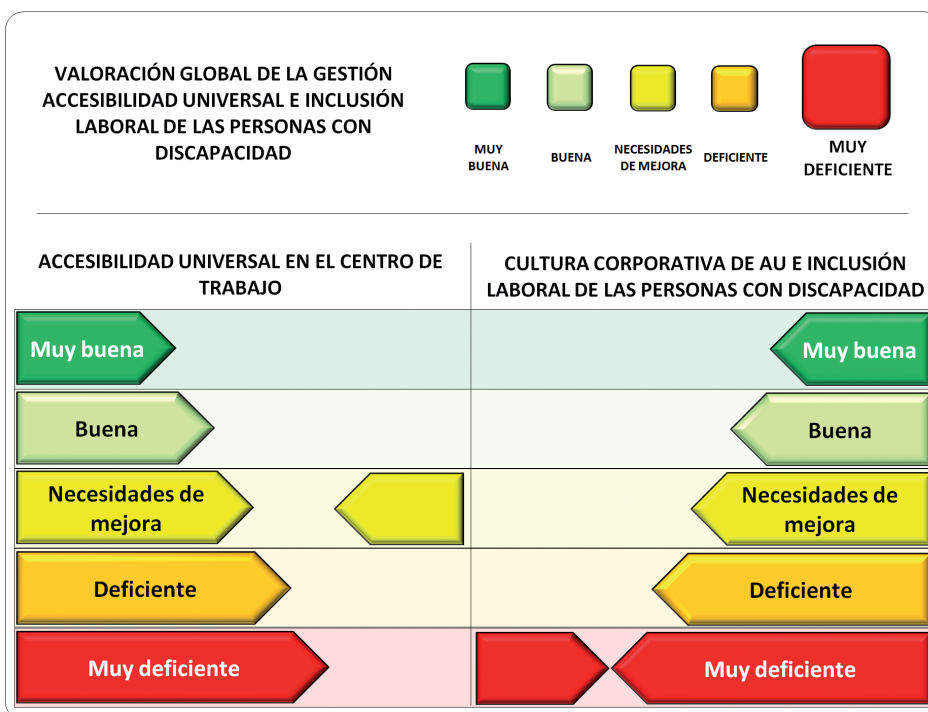 VALORACIÓN GLOBAL DE LA GESTIÓN
ACCESIBILIDAD UNIVERSAL E INCLUSIÓN
LABORAL DE LAS PERSONAS CON
DISCAPACIDAD
MUY
BUENA
BUENA
NECESIDADES
DE MEJORA
DEFICIENTE
MUY
DEFICIENTE
ACCESIBILIDAD UNIVERSAL EN EL CENTRO DE
TRABAJO
CULTURA CORPORATIVA DE AU E INCLUSIÓN
LABORAL DE LAS PERSONAS CON DISCAPACIDAD
Muy buena
Muy buena
Buena
Buena
Necesidades de
mejora
Necesidades de
mejora
Deficiente
Deficiente
Muy deficiente
Muy deficiente